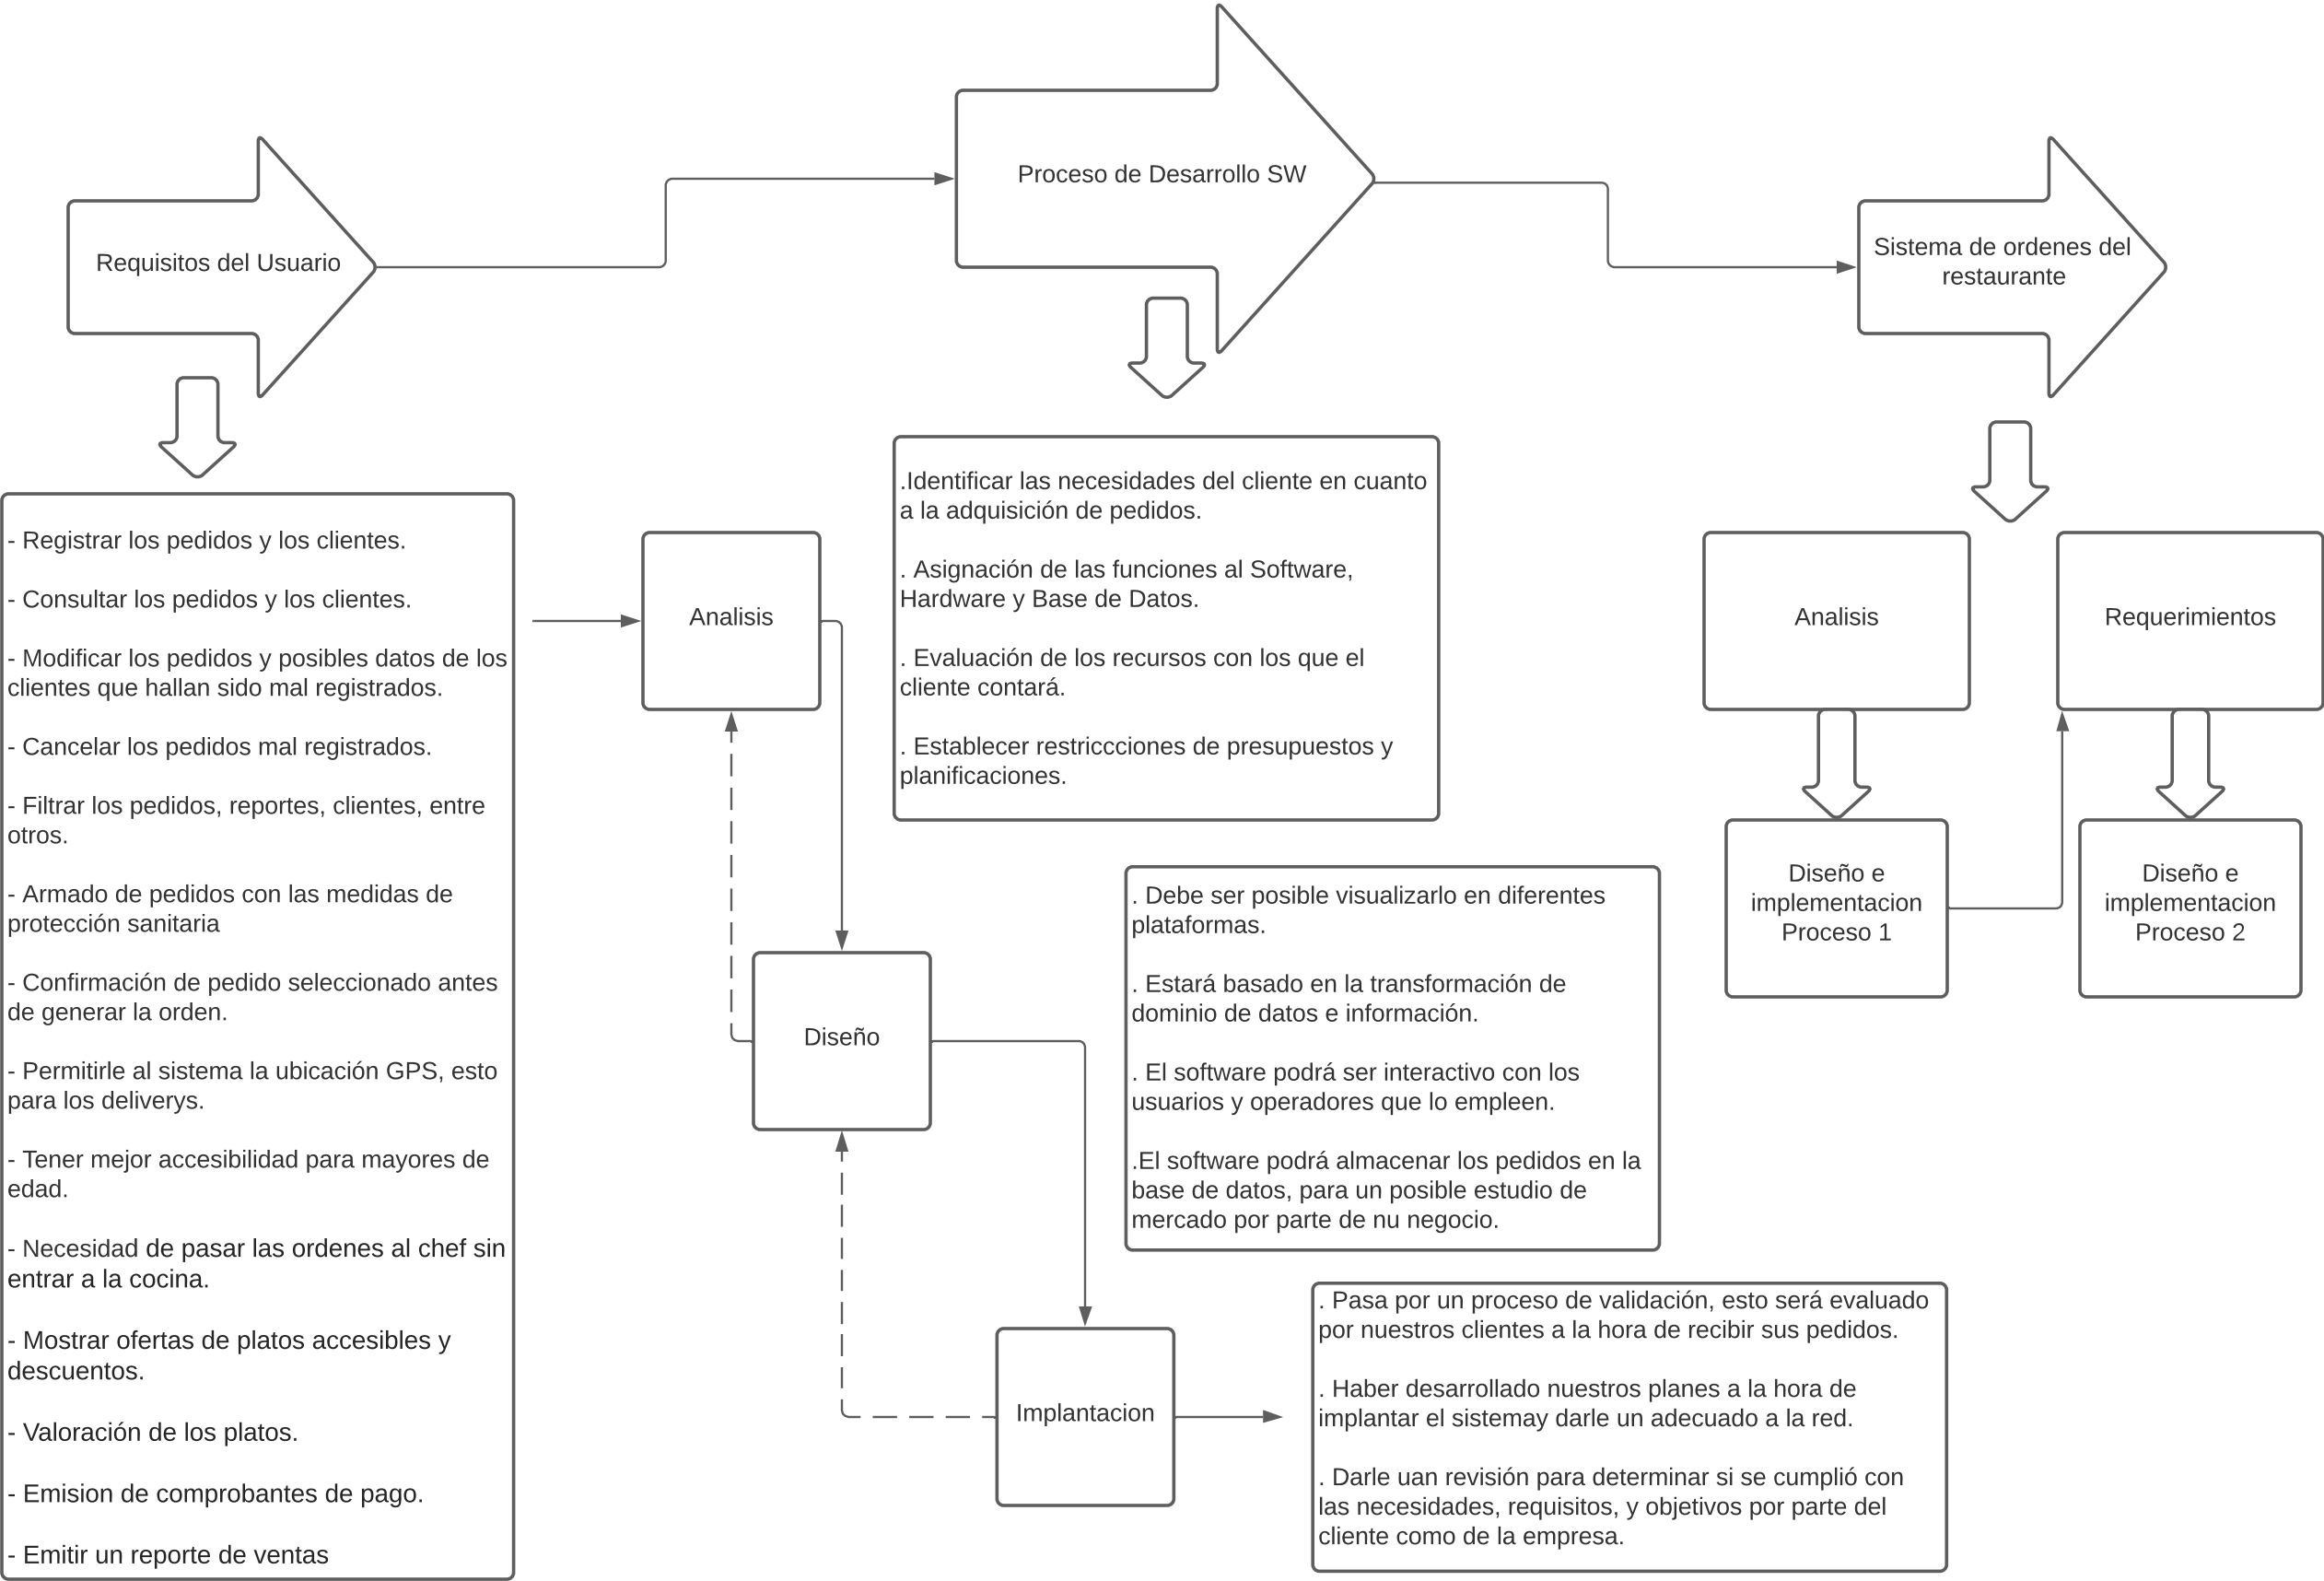 Requisitos del Usuario
Proceso de Desarrollo SW
Sistema de ordenes del
restaurante
- Registrar los pedidos y los clientes.
- Consultar los pedidos y los clientes.
- Modificar los pedidos y posibles datos de los
clientes que hallan sido mal registrados.
- Cancelar los pedidos mal registrados.
- Filtrar los pedidos, reportes, clientes, entre
otros.
- Armado de pedidos con las medidas de
protección sanitaria
- Confirmación de pedido seleccionado antes
de generar la orden.
- Permitirle al sistema la ubicación GPS, esto
para los deliverys.
- Tener mejor accesibilidad para mayores de
edad.
- Necesidad de pasar las ordenes al chef sin
entrar a la cocina.
- Mostrar ofertas de platos accesibles y
descuentos.
- Valoración de los platos.
- Emision de comprobantes de pago.
- Emitir un reporte de ventas
Analisis
.Identificar las necesidades del cliente en cuanto
a la adquisición de pedidos.
. Asignación de las funciones al Software,
Hardware y Base de Datos.
. Evaluación de los recursos con los que el
cliente contará.
. Establecer restriccciones de presupuestos y
planificaciones.
Diseño
. Debe ser posible visualizarlo en diferentes
plataformas.
. Estará basado en la transformación de
dominio de datos e información.
. El software podrá ser interactivo con los
usuarios y operadores que lo empleen.
.El software podrá almacenar los pedidos en la
base de datos, para un posible estudio de
mercado por parte de nu negocio.
Implantacion
. Pasa por un proceso de validación, esto será evaluado
por nuestros clientes a la hora de recibir sus pedidos.
. Haber desarrollado nuestros planes a la hora de
implantar el sistemay darle un adecuado a la red.
. Darle uan revisión para determinar si se cumplió con
las necesidades, requisitos, y objetivos por parte del
cliente como de la empresa.
Analisis
Requerimientos
Diseño e
implementacion
Proceso 1
Diseño e
implementacion
Proceso 2